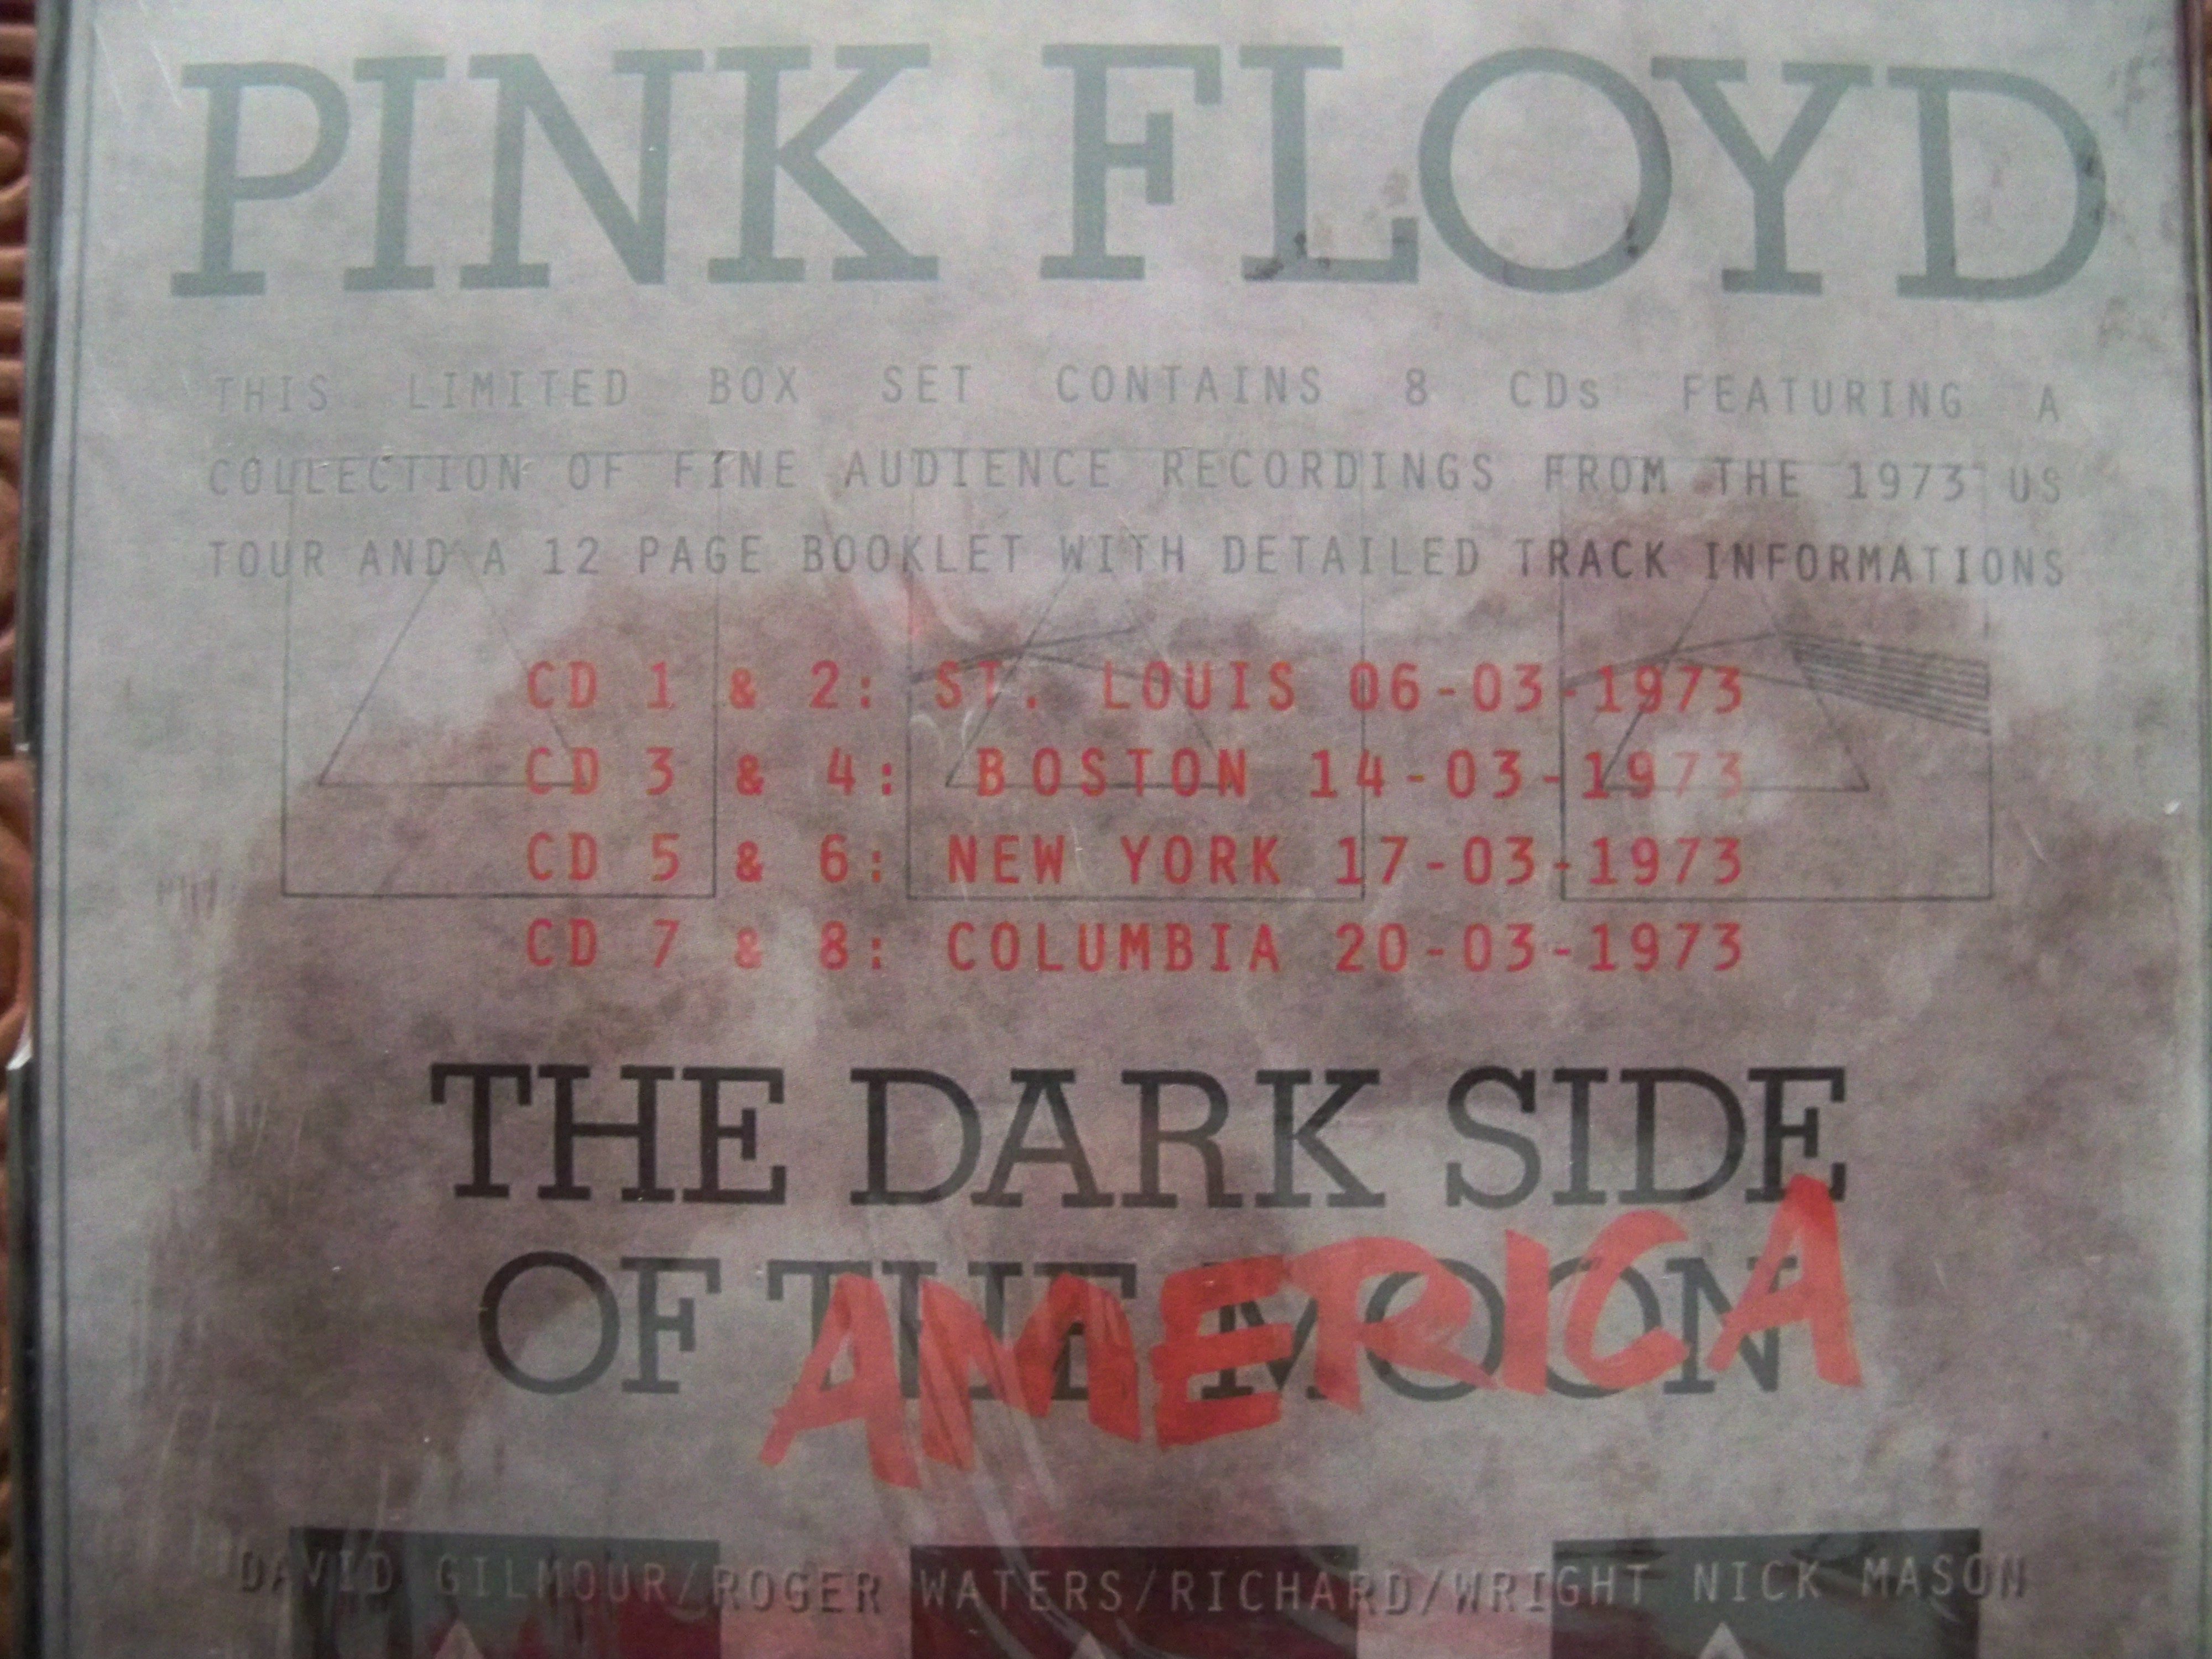 PINK FLOYD
THIS LIMITED BOX SET CONTAINS 8 CDs FEATURING A
COLLECTION OF FINE AUDIENCE RECORDINGS FROM THE 1973 US
TOUR AND A 12 PAGE BOOKLET WITH DETAILED TRACK INFORMATIONS
CD 1 & 2: ST. LOUIS 06-03-1973
CD 3 & 4: BOSTON 14-03-1973
CD 5 & 6: NEW YORK 17-03-1973
CD 7 & 8: COLUMBIA 20-03-1973
THE DARK SIDE
OF THE MOON
AMERICA
DAVID GILMOUR/ROGER WATERS/RICHARD/WRIGHT NICK MASON